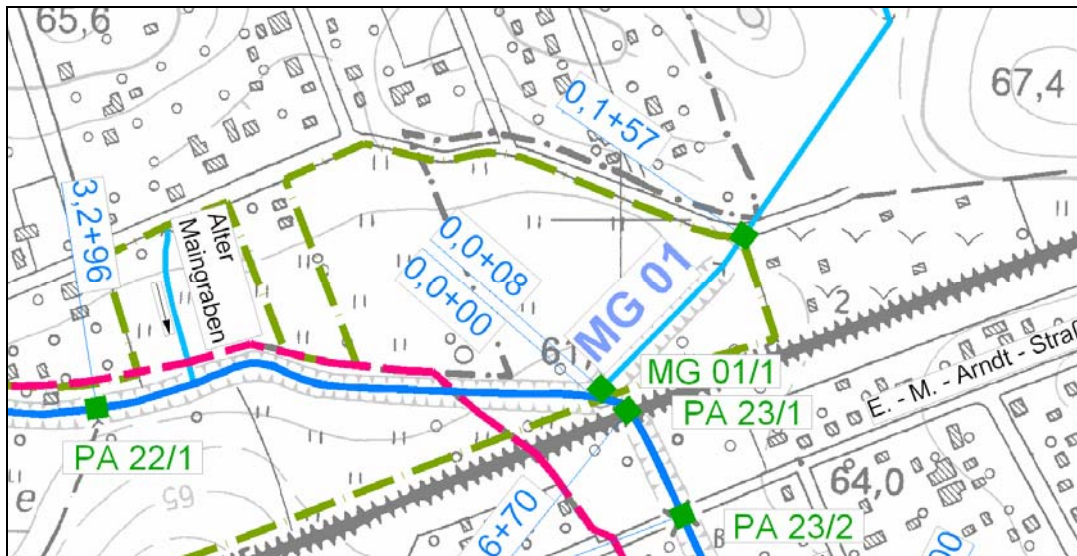 65,6
67,4
0,1+57
3,2+96
Alter
Maingraben
0,0+08
0,0+00
MG 01
2
6
MG 01/1
PA 23/1
E. - M. - Arndt - Straß
PA 22/1
64,0
e
65
6+70
PA 23/2
00